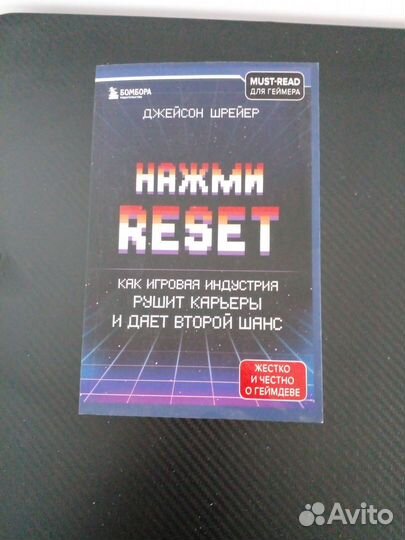 БОМБОРА
ИЗДАТЕЛЬСТВО
MUST-READ
ДЛЯ ГЕЙМЕРА
ДЖЕЙСОН ШРЕЙЕР
НАЖМИ
RESET
КАК ИГРОВАЯ ИНДУСТРИЯ
РУШИТ КАРЬЕРЫ
И ДАЕТ ВТОРОЙ ШАНС
ЖЕСТКО
И ЧЕСТНО
О ГЕЙМДЕВЕ
Avito